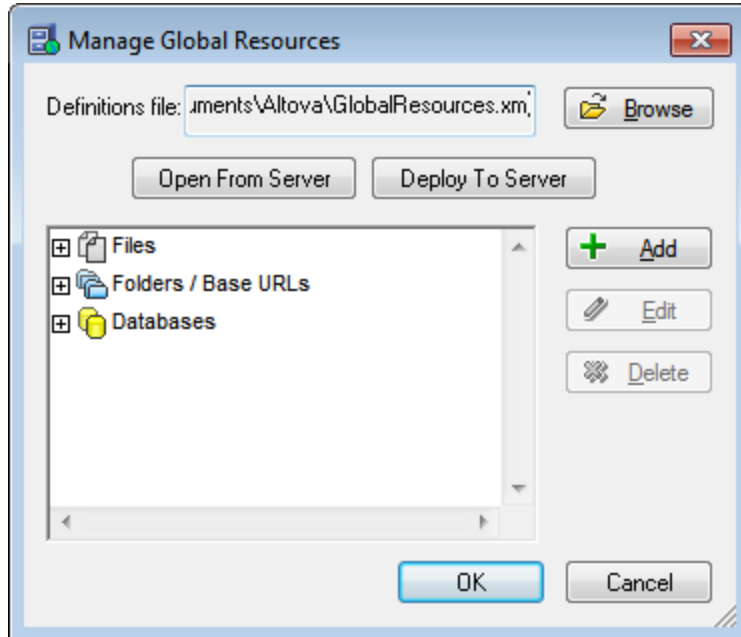 Manage Global Resources
Definitions file: uments\Altova\GlobalResources.xm Browse
Open From Server Deploy To Server
Files
Folders / Base URLs
Databases
Add
Edit
Delete
OK Cancel